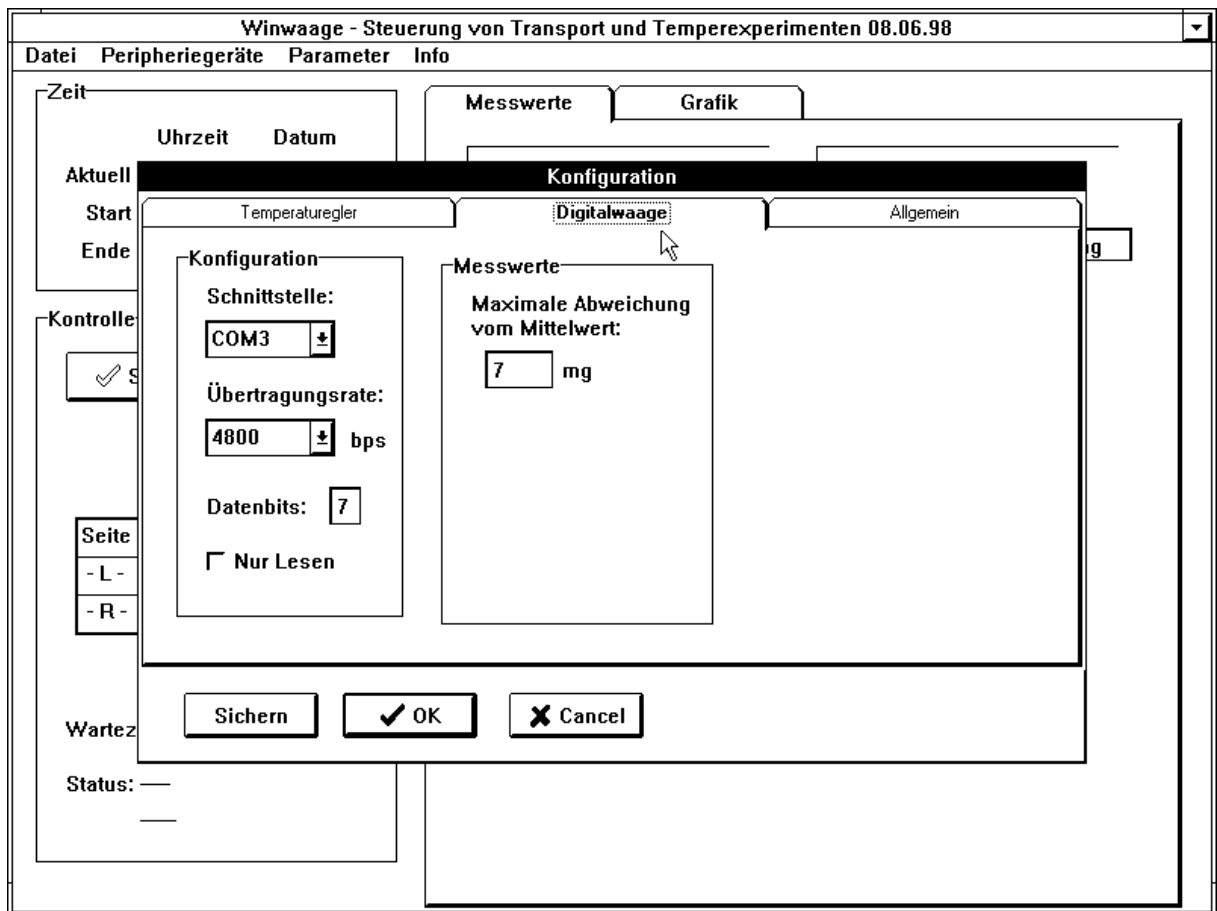 Winwaage - Steuerung von Transport und Temperexperimenten 08.06.98
Datei Peripheriegeräte Parameter Info
Zeit
Uhrzeit Datum
Aktuell
Start
Ende
Messwerte Grafik
Konfiguration
Temperaturegler Digitalwaage Allgemein
Konfiguration
Schnittstelle:
COM3
Übertragungsrate:
4800 bps
Datenbits: 7
Nur Lesen
Messwerte
Maximale Abweichung
vom Mittelwert:
7 mg
Sichern OK Cancel
Kontrolle
Seite
- L -
- R -
Wartez
Status: